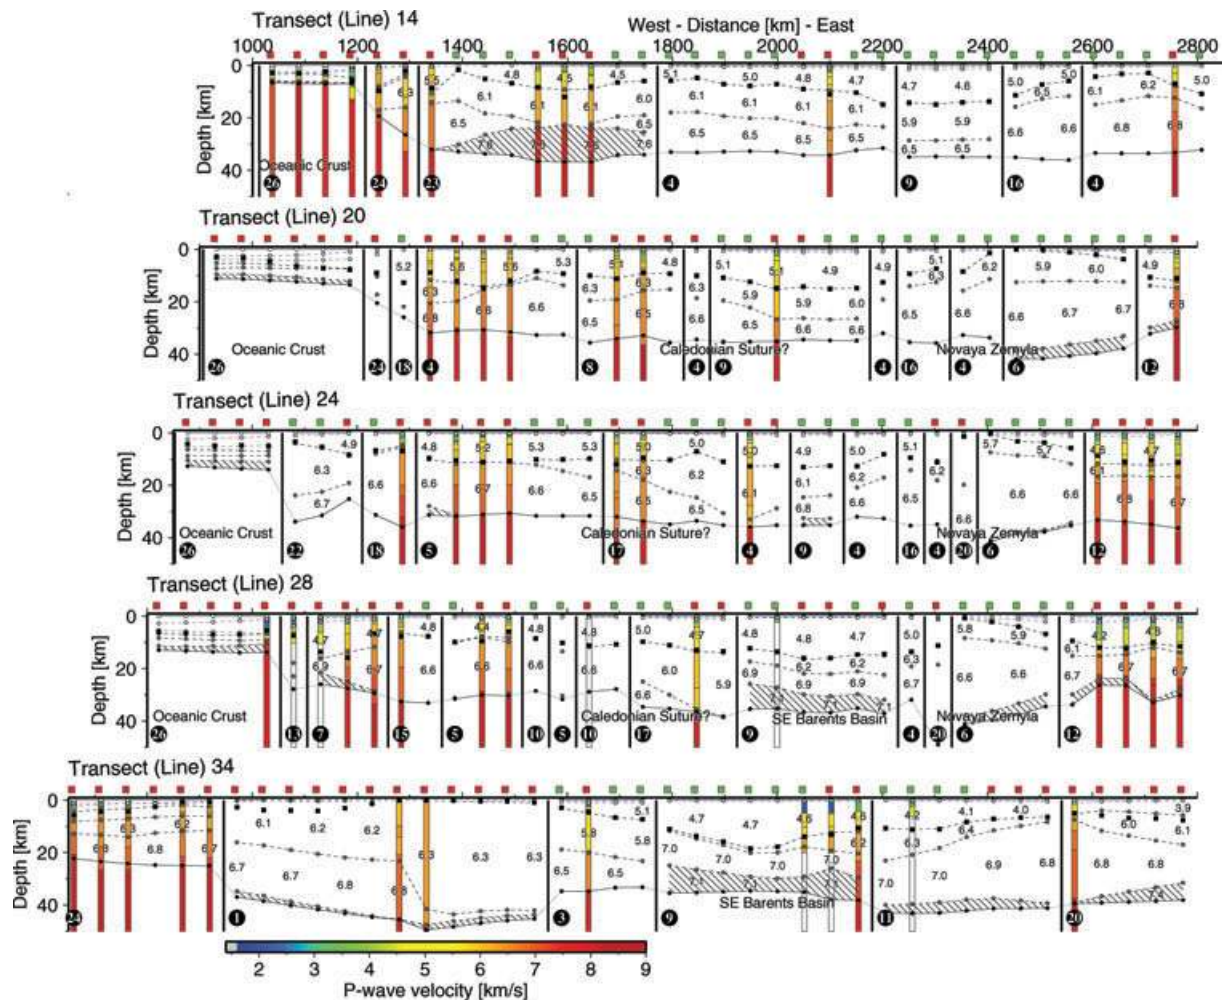 Transect (Line) 14
West - Distance [km] - East
1000 1200 1400 1600 1800 2000 2200 2400 2600 2800
Depth [km]
0
20
40
4.8 4.5 4.5 5.1 5.0 4.8 4.7 4.7 4.8 5.0 5.0 6.2 5.0
6.1 6.1 6.0 6.1 6.1 6.1 5.9 5.9 6.5 6.1
6.5 6.5 6.5 6.5 6.5 6.5 6.5 6.6 6.6 6.8 6.8
7.6 7.6 7.6
Oceanic Crust
26 24 23 4 9 16 4
Transect (Line) 20
Depth [km]
0
20
40
5.2 5.6 5.6 5.3 5.3 4.8 5.1 5.1 4.9 4.9 5.1 6.2 5.9 6.0 4.9
6.3 6.3 6.3 5.9 5.9 6.0 6.3
6.8 6.6 6.6 6.5 6.5 6.6 6.5 6.6 6.6 6.5 6.6 6.6 6.6 6.7 6.7 6.8
Oceanic Crust
Caledonian Suture?
Novaya Zemyla
26 24 18 4 8 4 9 4 16 4 6 12
Transect (Line) 24
Depth [km]
0
20
40
4.9 4.8 5.2 5.3 5.3 5.0 5.0 4.9 5.0 5.1 5.7 5.7 4.6 4.7
6.3 6.3 6.2 6.1 6.1 6.2 6.2 6.1
6.7 6.6 6.6 6.7 6.6 6.5 6.5 6.6 6.8 6.6 6.5 6.6 6.6 6.6 6.8 6.7
Oceanic Crust
Caledonian Suture?
Novaya Zemyla
26 22 18 5 17 4 9 4 16 4 20 6 12
Transect (Line) 28
Depth [km]
0
20
40
4.7 4.7 4.8 4.4 4.8 4.8 5.0 4.7 4.8 4.8 4.8 5.0 5.8 5.9 4.2 4.6
6.9 6.6 6.6 6.6 6.6 6.0 5.9 6.2 6.2 6.3 6.1
6.6 6.9 6.9 6.9 6.7 6.6 6.6 6.7 6.7 6.7
7.1 7.1
Oceanic Crust
Caledonian Suture?
SE Barents Basin
Novaya Zemyla
26 13 7 15 5 10 5 10 17 9 4 20 6 12
Transect (Line) 34
Depth [km]
0
20
40
6.3 6.2 6.1 6.2 6.2 6.3 6.3 6.3 5.8 5.1 5.8 4.7 4.7 4.6 4.6 4.2 4.1 4.0 3.9
6.8 6.8 6.7 6.7 6.7 6.8 6.8 6.5 6.5 7.0 7.0 7.0 6.2 6.3 6.4 6.0 6.1
7.1 7.1 7.1 7.0 7.0 6.9 6.8 6.8 6.8 7.4
SE Barents Basin
24 1 3 9 11 20
2 3 4 5 6 7 8 9
P-wave velocity [km/s]